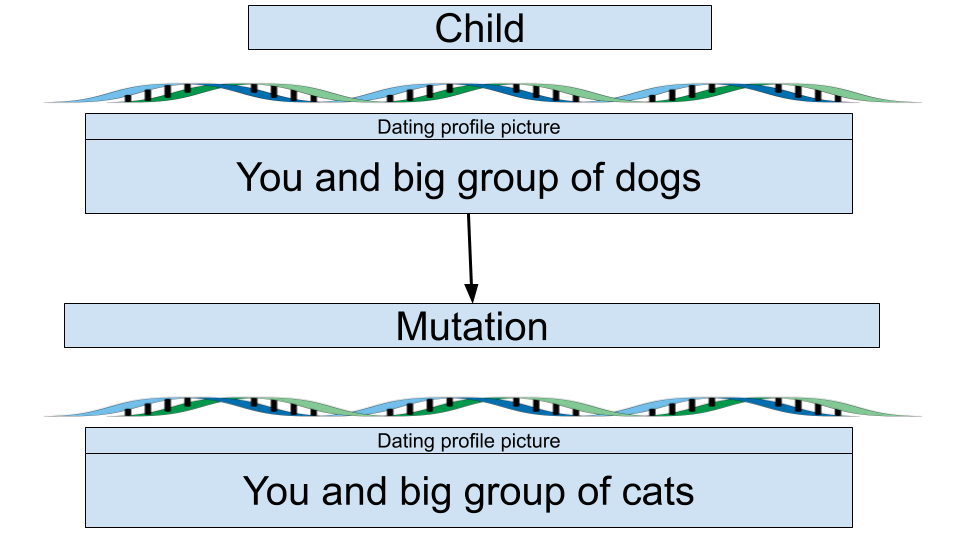 Child
Dating profile picture
You and big group of dogs
Mutation
Dating profile picture
You and big group of cats